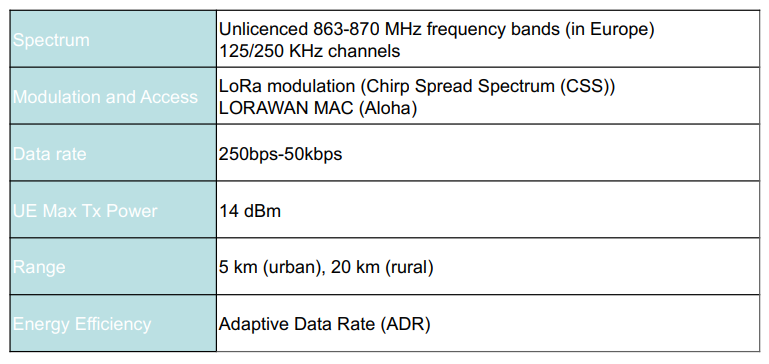 Spectrum
Unlicenced 863-870 MHz frequency bands (in Europe)
125/250 KHz channels
Modulation and Access
LoRa modulation (Chirp Spread Spectrum (CSS))
LORAWAN MAC (Aloha)
Data rate
250bps-50kbps
UE Max Tx Power
14 dBm
Range
5 km (urban), 20 km (rural)
Energy Efficiency
Adaptive Data Rate (ADR)